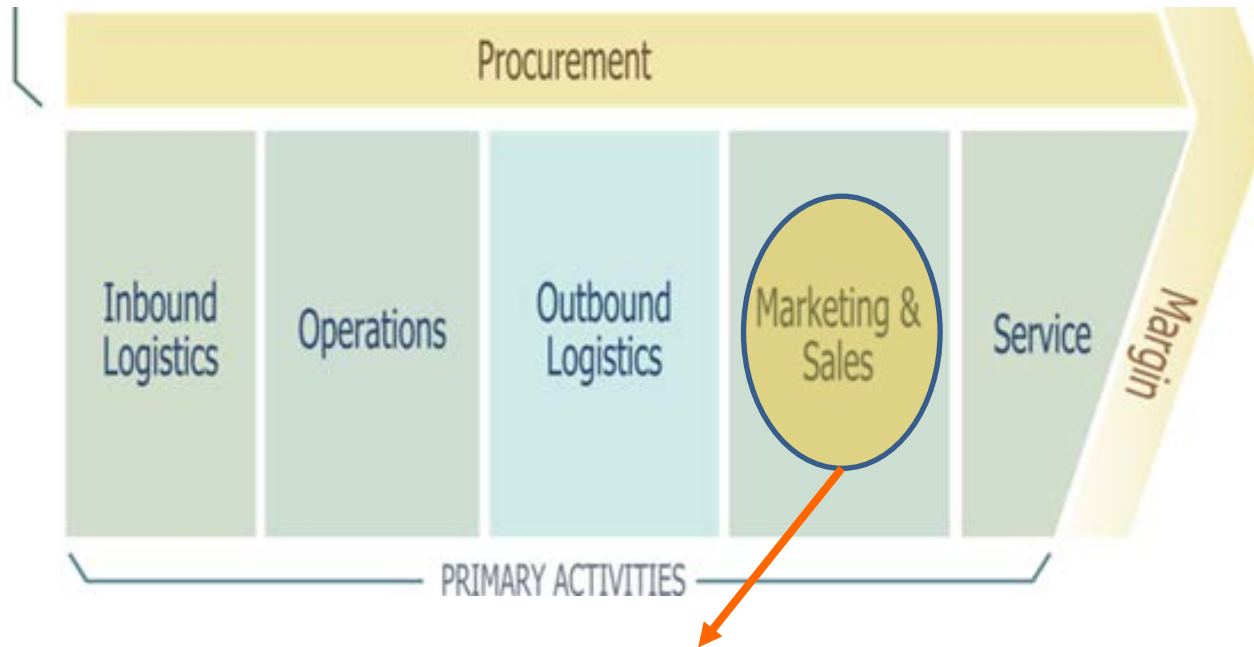 Procurement
Inbound
Logistics
Operations
Outbound
Logistics
Marketing &
Sales
Service
Margin
PRIMARY ACTIVITIES